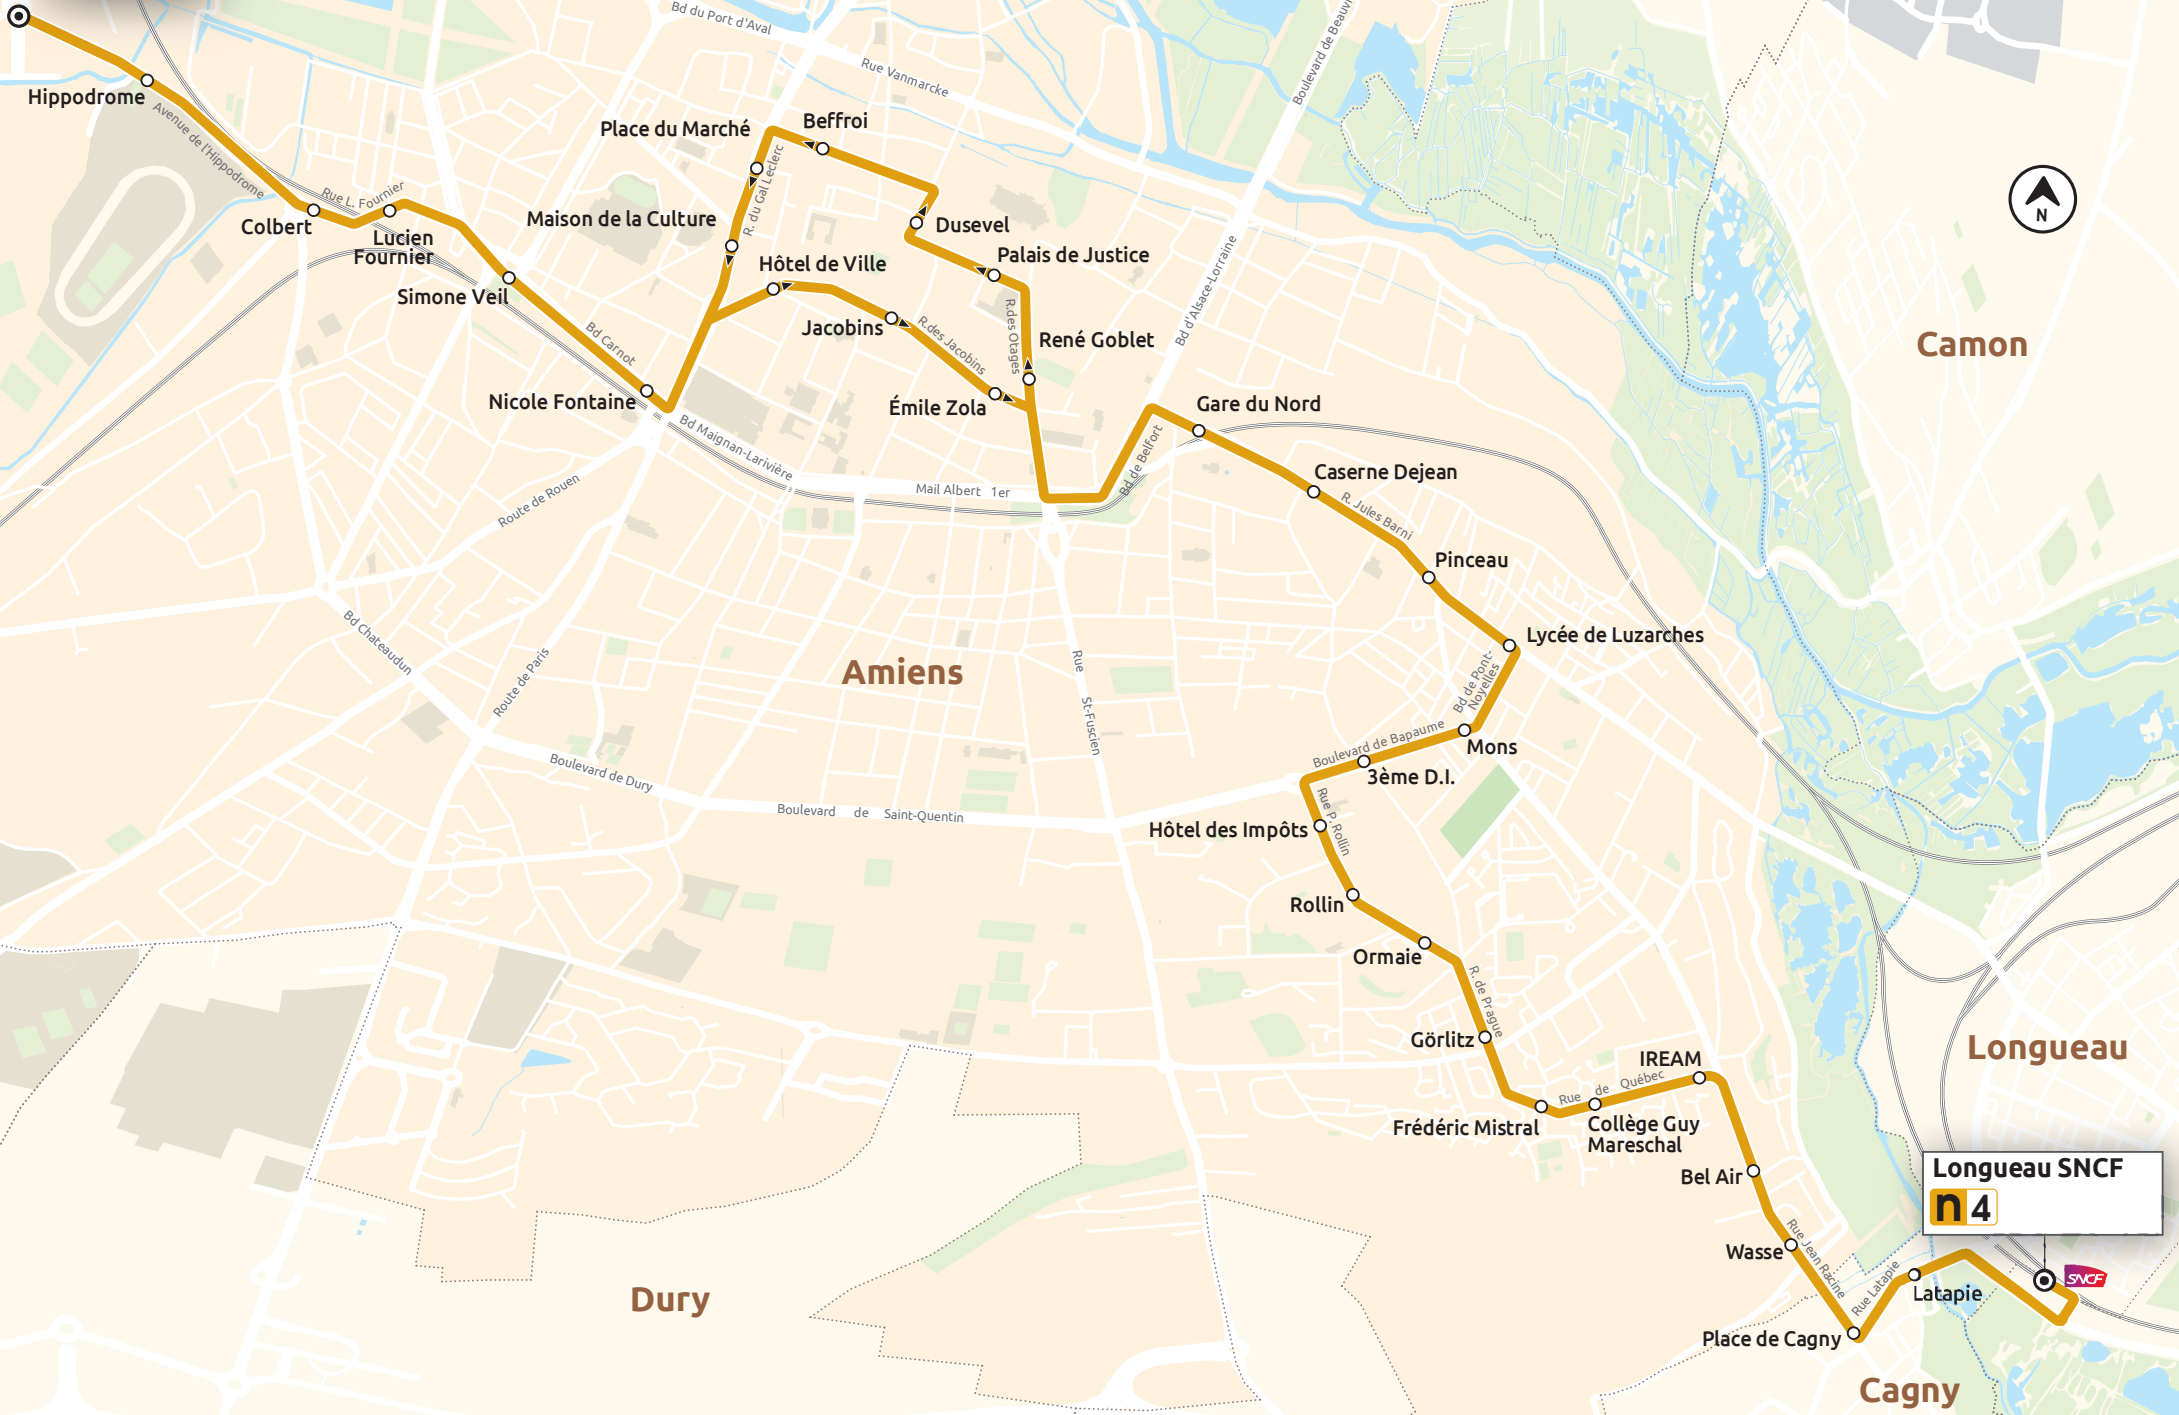 Bd du Port d'Aval
Rue Vanmarcke
Hippodrome
Avenue de l'Hippodrome
Place du Marché
Beffroi
R. du Gal Leclerc
Rue L. Fournier
Colbert
Lucien
Fournier
Maison de la Culture
Dusevel
Palais de Justice
Hôtel de Ville
Simone Veil
Jacobins
R.des Jacobins
R.des Otages
René Goblet
Bd d'Alsace-Lorraine
N
Camon
Bd Carnot
Nicole Fontaine
Émile Zola
Gare du Nord
Bd Maignan-Larivière
Bd de Belfort
Mail Albert 1er
Caserne Dejean
R. Jules Barni
Route de Rouen
Pinceau
Bd Chateaudun
Route de Paris
Amiens
Rue St-Fuscien
Lycée de Luzarches
Bd de Pont-
Noyelles
Boulevard de Bapaume
Mons
3ème D.I.
Boulevard de Dury
Boulevard de Saint-Quentin
Rue P. Rollin
Hôtel des Impôts
Rollin
Ormaie
R. de Prague
Görlitz
Longueau
IREAM
Rue de Québec
Frédéric Mistral
Collège Guy
Mareschal
Bel Air
Longueau SNCF
n 4
Wasse
Rue Jean Racine
Rue Latapie
SNCF
Latapie
Place de Cagny
Dury
Cagny